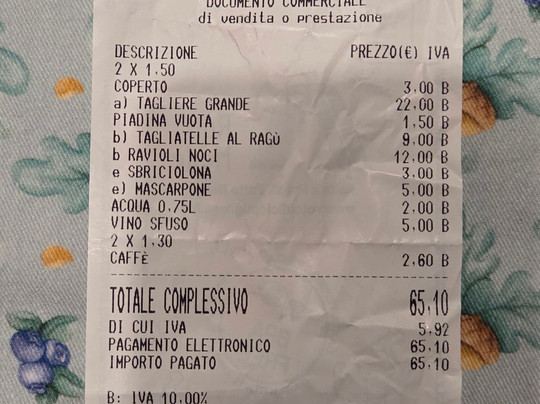 DOCUMENTO COMMERCIALE
di vendita o prestazione
DESCRIZIONE PREZZO(€) IVA
2 X 1.50
COPERTO 3,00 B
a) TAGLIERE GRANDE 22,00 B
PIADINA VUOTA 1,50 B
b) TAGLIATELLE AL RAGÙ 9,00 B
b RAVIOLI NOCI 12,00 B
e SBRICIOLONA 3,00 B
e) MASCARPONE 5,00 B
ACQUA 0.75L 2,00 B
VINO SFUSO 5,00 B
2 X 1.30
CAFFÈ 2,60 B
TOTALE COMPLESSIVO 65,10
DI CUI IVA 5,92
PAGAMENTO ELETTRONICO 65,10
IMPORTO PAGATO 65,10
B: IVA 10,00%